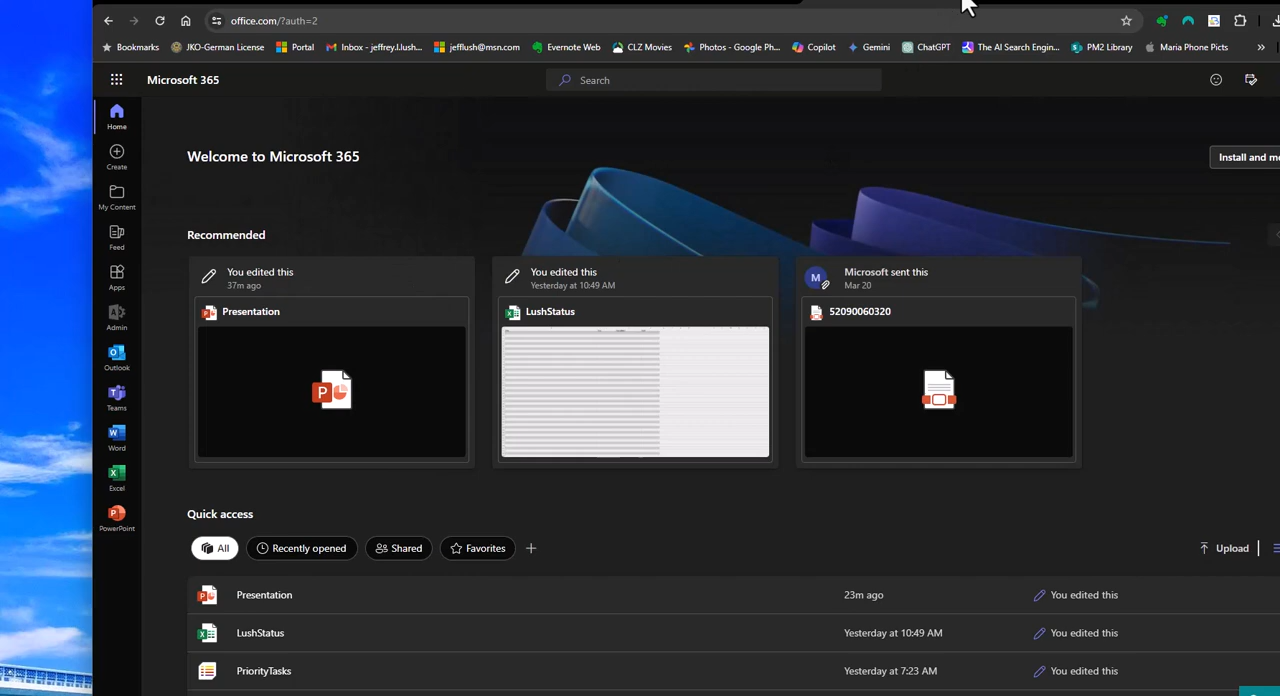 office.com/?auth=2
Bookmarks JKO-German License Portal Inbox - jeffrey.l.lush... jefflush@msn.com Evernote Web CLZ Movies Photos - Google Ph... Copilot Gemini ChatGPT The AI Search Engin... PM2 Library Maria Phone Picts »
Microsoft 365
Search
Home
Create
My Content
Feed
Apps
Admin
Outlook
Teams
Word
Excel
PowerPoint
Welcome to Microsoft 365
Install and mo
Recommended
You edited this
37m ago
Presentation
You edited this
Yesterday at 10:49 AM
LushStatus
M
Microsoft sent this
Mar 20
52090060320
Quick access
All Recently opened Shared Favorites
Upload
Presentation 23m ago You edited this
LushStatus Yesterday at 10:49 AM You edited this
PriorityTasks Yesterday at 7:23 AM You edited this